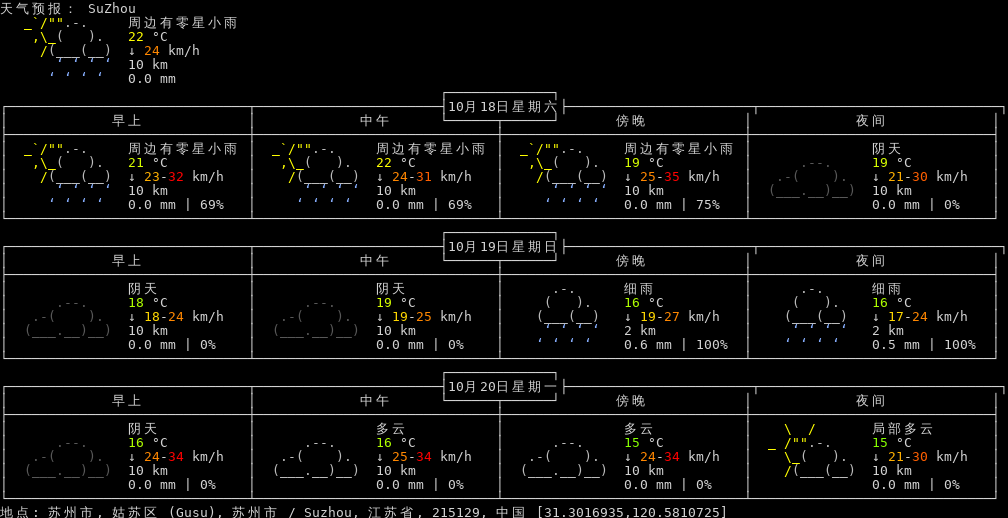 天气预报: SuZhou
周边有零星小雨
22 °C
↓ 24 km/h
10 km
0.0 mm
10月18日星期六
早上 中午 傍晚 夜间
周边有零星小雨 周边有零星小雨 周边有零星小雨 阴天
21 °C 22 °C 19 °C 19 °C
↓ 23-32 km/h ↓ 24-31 km/h ↓ 25-35 km/h ↓ 21-30 km/h
10 km 10 km 10 km 10 km
0.0 mm | 69% 0.0 mm | 69% 0.0 mm | 75% 0.0 mm | 0%
10月19日星期日
早上 中午 傍晚 夜间
阴天 阴天 细雨 细雨
18 °C 19 °C 16 °C 16 °C
↓ 18-24 km/h ↓ 19-25 km/h ↓ 19-27 km/h ↓ 17-24 km/h
10 km 10 km 2 km 2 km
0.0 mm | 0% 0.0 mm | 0% 0.6 mm | 100% 0.5 mm | 100%
10月20日星期一
早上 中午 傍晚 夜间
阴天 多云 多云 局部多云
16 °C 16 °C 15 °C 15 °C
↓ 24-34 km/h ↓ 25-34 km/h ↓ 24-34 km/h ↓ 21-30 km/h
10 km 10 km 10 km 10 km
0.0 mm | 0% 0.0 mm | 0% 0.0 mm | 0% 0.0 mm | 0%
地点: 苏州市, 姑苏区 (Gusu), 苏州市 / Suzhou, 江苏省, 215129, 中国 [31.3016935,120.5810725]